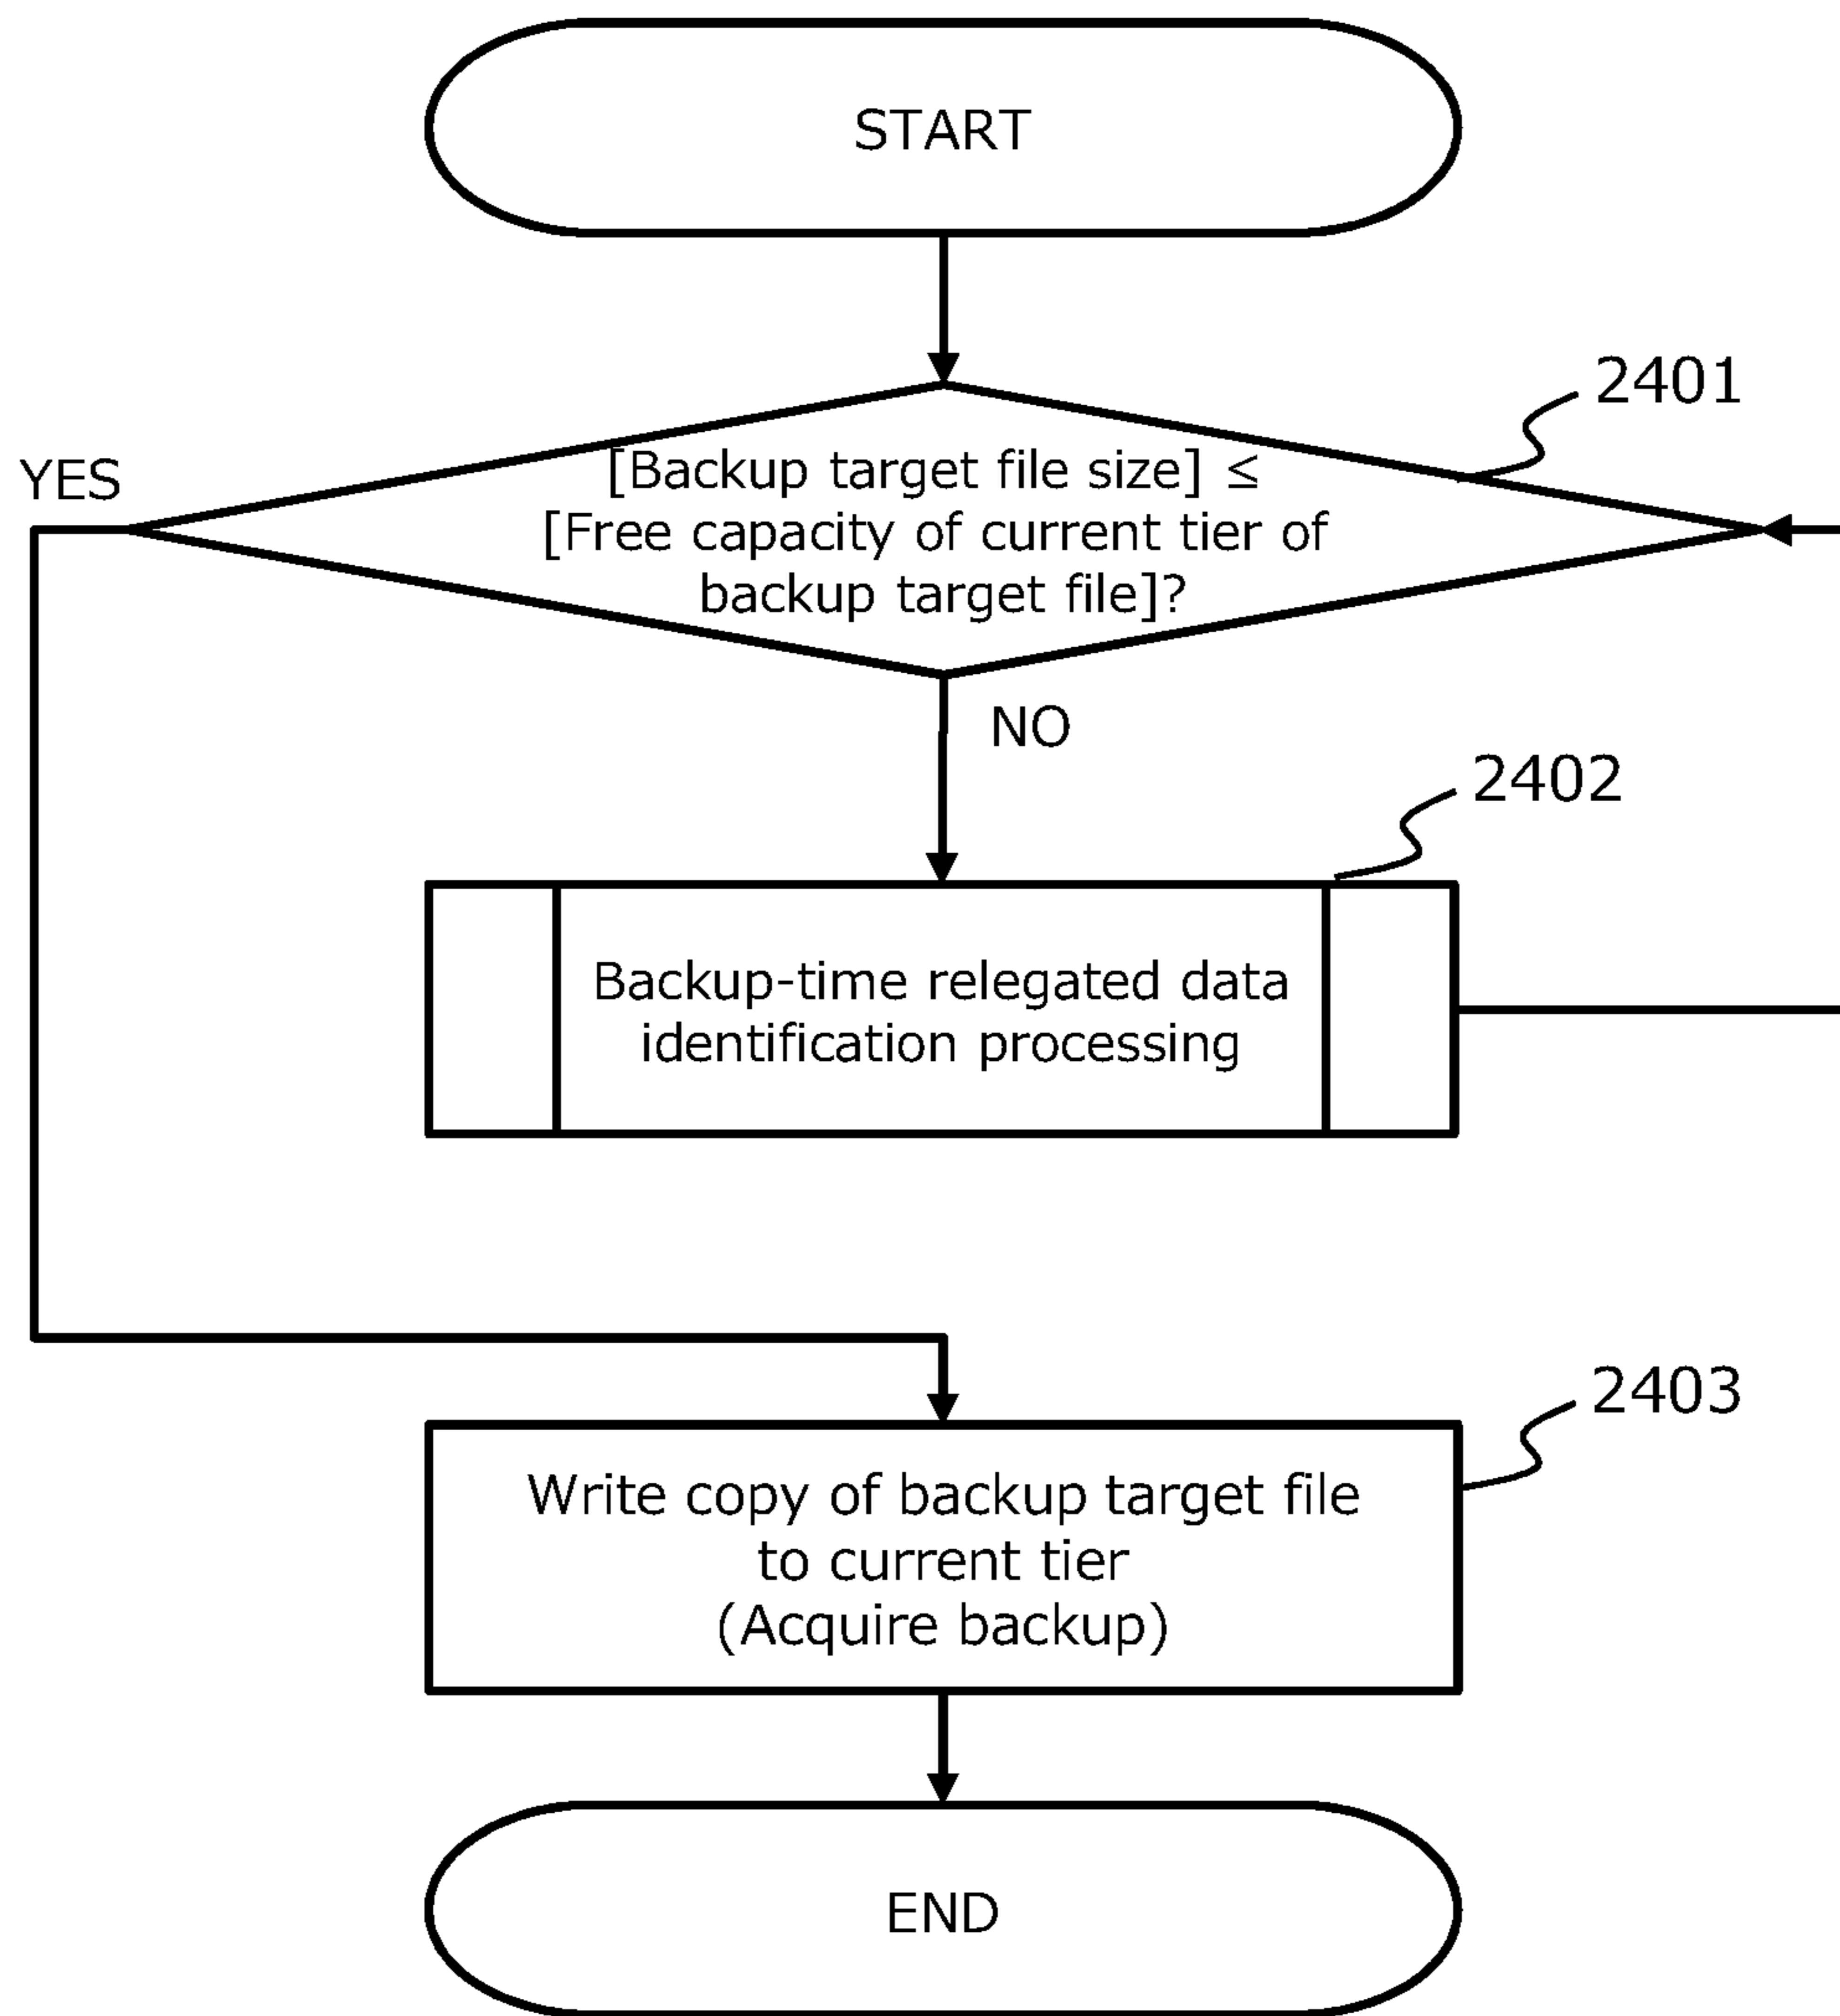 START
2401
YES
[Backup target file size] ≤
[Free capacity of current tier of
backup target file]?
NO
2402
Backup-time relegated data
identification processing
2403
Write copy of backup target file
to current tier
(Acquire backup)
END